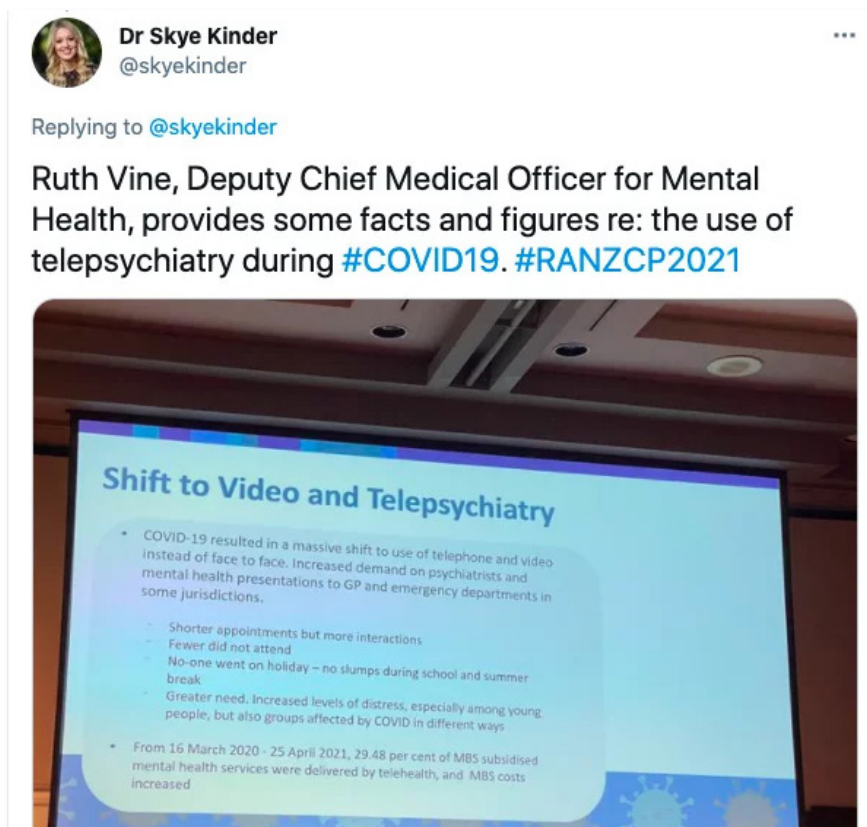 Dr Skye Kinder
@skyekinder
Replying to @skyekinder
Ruth Vine, Deputy Chief Medical Officer for Mental
Health, provides some facts and figures re: the use of
telepsychiatry during #COVID19. #RANZCP2021
Shift to Video and Telepsychiatry
• COVID-19 resulted in a massive shift to use of telephone and video
instead of face to face. Increased demand on psychiatrists and
mental health presentations to GP and emergency departments in
some jurisdictions.
- Shorter appointments but more interactions
- Fewer did not attend
- No-one went on holiday – no slumps during school and summer
break
- Greater need. Increased levels of distress, especially among young
people, but also groups affected by COVID in different ways
• From 16 March 2020 - 25 April 2021, 29.48 per cent of MBS subsidised
mental health services were delivered by telehealth, and MBS costs
increased